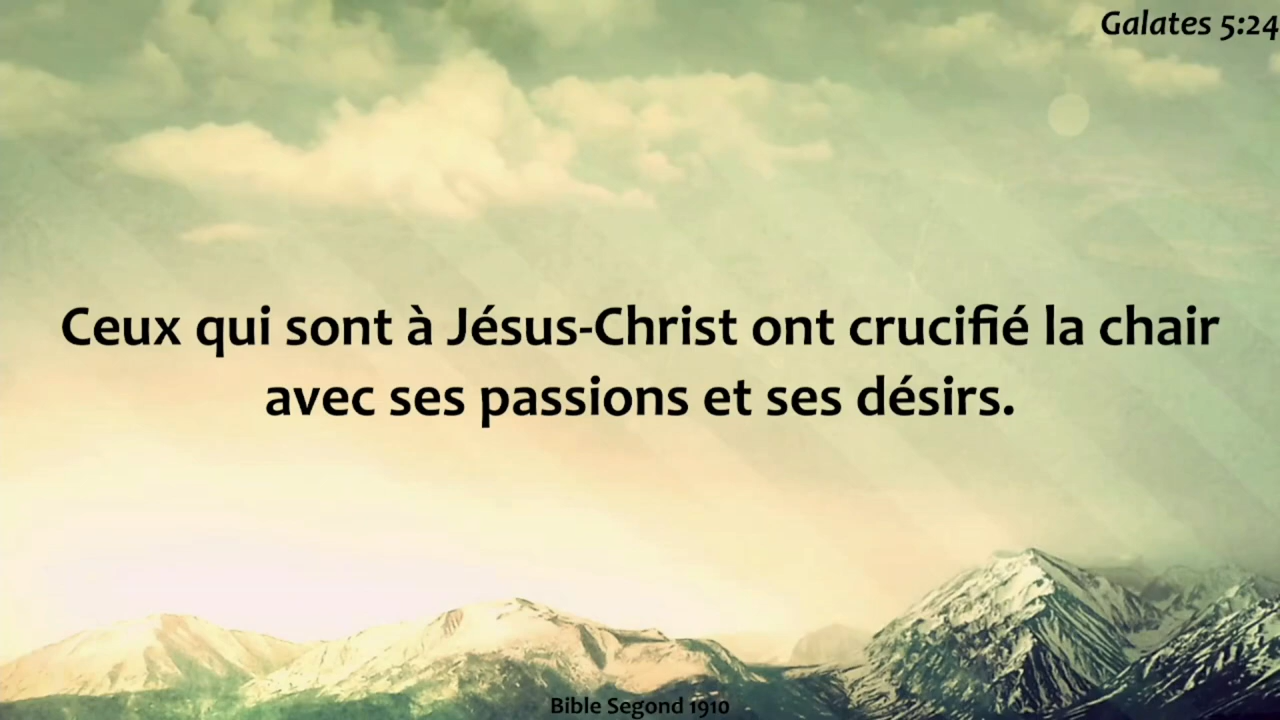 Galates 5:24
Ceux qui sont à Jésus-Christ ont crucifié la chair
avec ses passions et ses désirs.
Bible Segond 1910